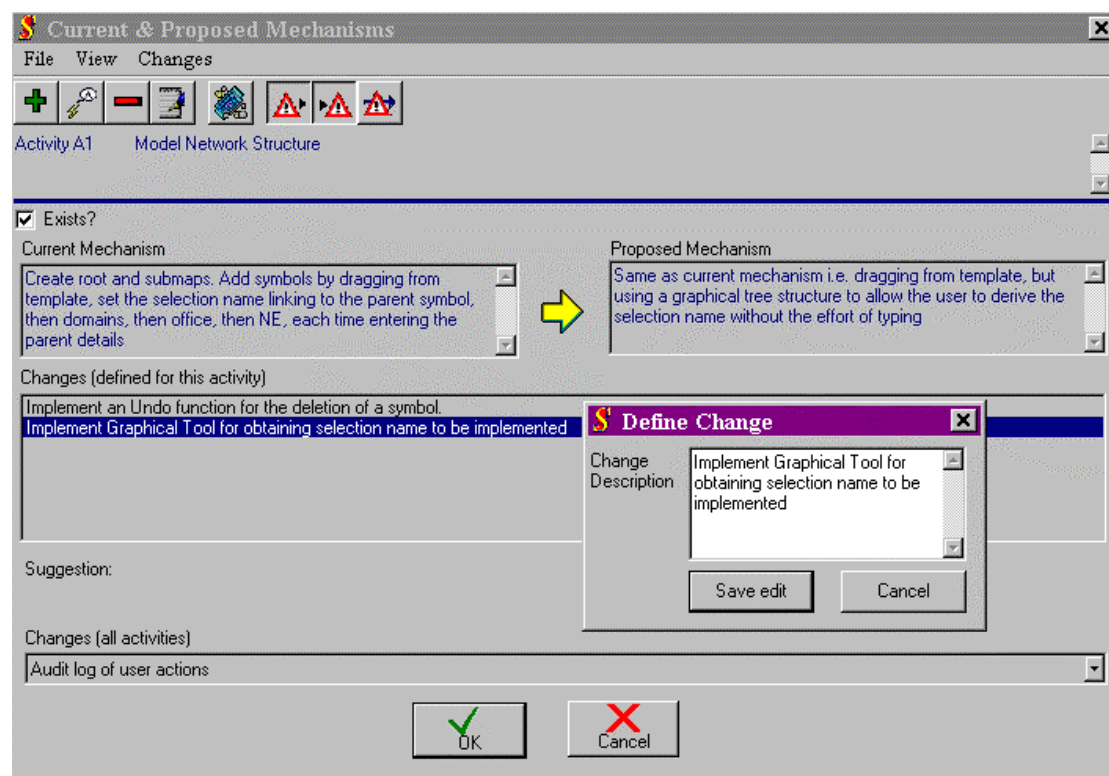 Current & Proposed Mechanisms
File View Changes
Activity A1 Model Network Structure
Exists?
Current Mechanism
Create root and submaps. Add symbols by dragging from
template, set the selection name linking to the parent symbol,
then domains, then office, then NE, each time entering the
parent details
Proposed Mechanism
Same as current mechanism i.e. dragging from template, but
using a graphical tree structure to allow the user to derive the
selection name without the effort of typing
Changes (defined for this activity)
Implement an Undo function for the deletion of a symbol.
Implement Graphical Tool for obtaining selection name to be implemented
Define Change
Change
Description
Implement Graphical Tool for
obtaining selection name to be
implemented
Save edit
Cancel
Suggestion:
Changes (all activities)
Audit log of user actions
OK
Cancel